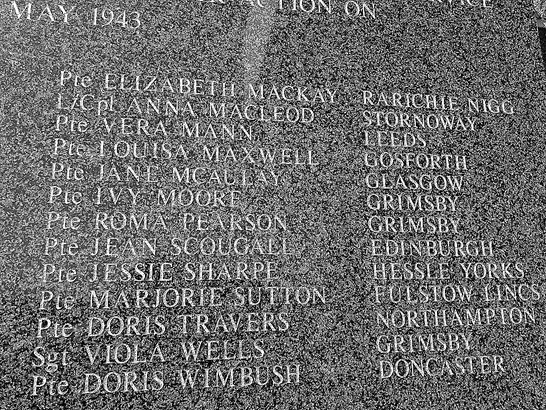 ACTION ON
MAY 1943
Pte ELIZABETH MACKAY RARICHIE NIGG
L/Cpl ANNA MACLEOD STORNOWAY
Pte VERA MANN LEEDS
Pte LOUISA MAXWELL GOSFORTH
Pte JANE MCAULAY GLASGOW
Pte IVY MOORE GRIMSBY
Pte ROMA PEARSON GRIMSBY
Pte JEAN SCOUGALL EDINBURGH
Pte JESSIE SHARPE HESSLE YORKS
Pte MARJORIE SUTTON FULSTOW LINCS
Pte DORIS TRAVERS NORTHAMPTON
Sgt VIOLA WELLS GRIMSBY
Pte DORIS WIMBUSH DONCASTER